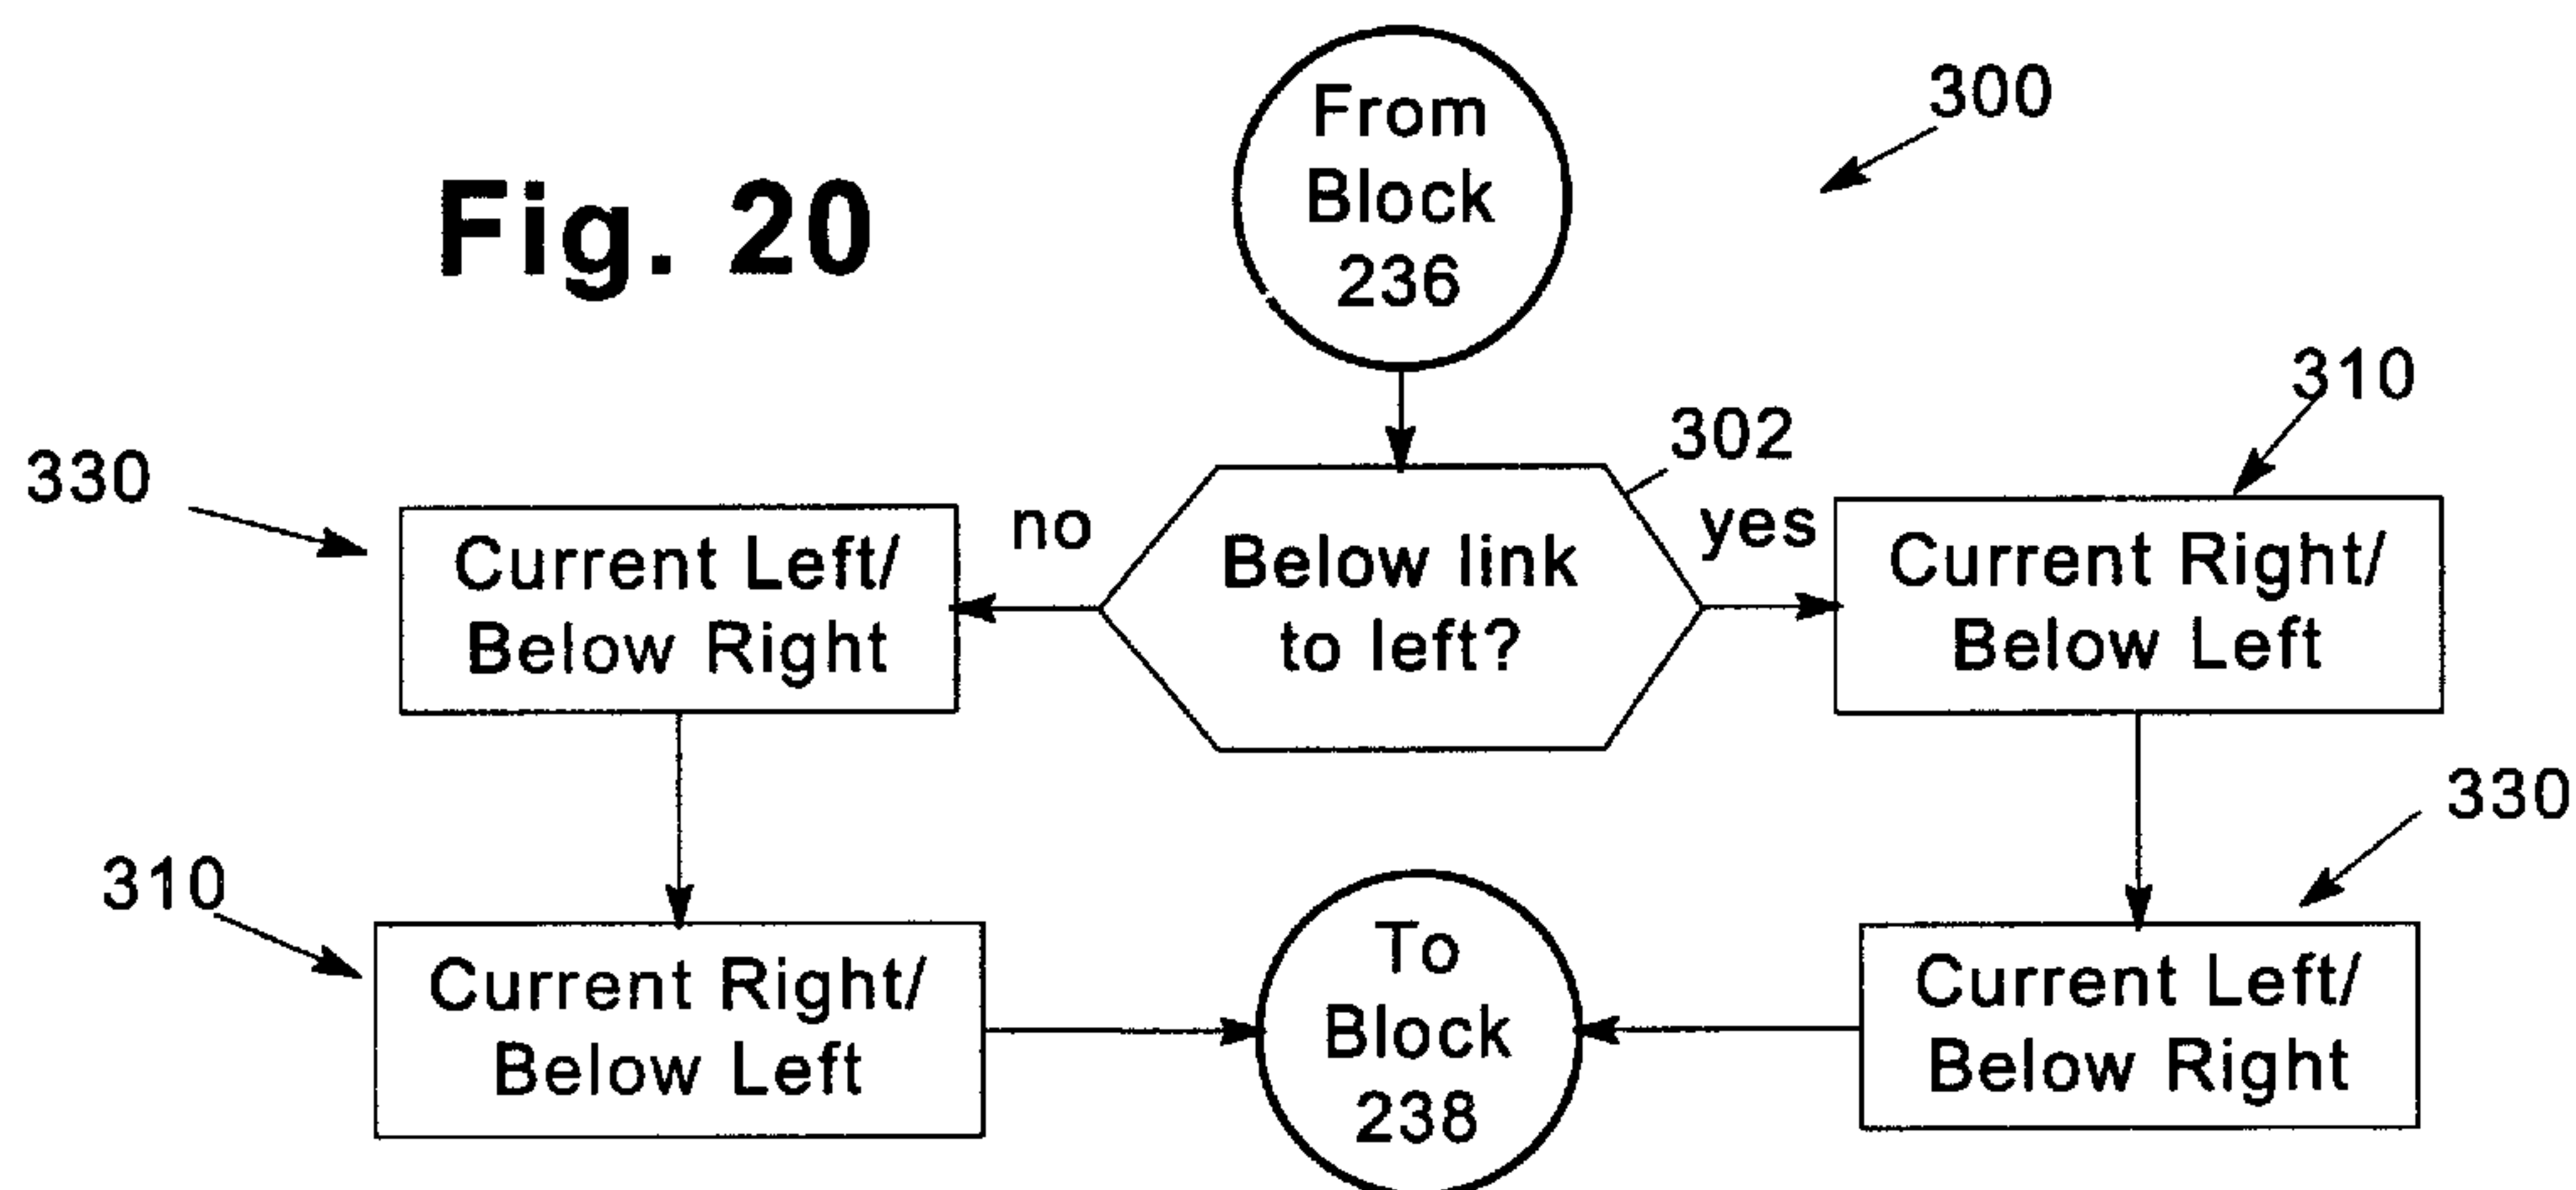 Fig. 20
From
Block
236
300
310
302
330
no
yes
Current Left/
Below Right
Below link
to left?
Current Right/
Below Left
330
310
Current Right/
Below Left
To
Block
238
Current Left/
Below Right